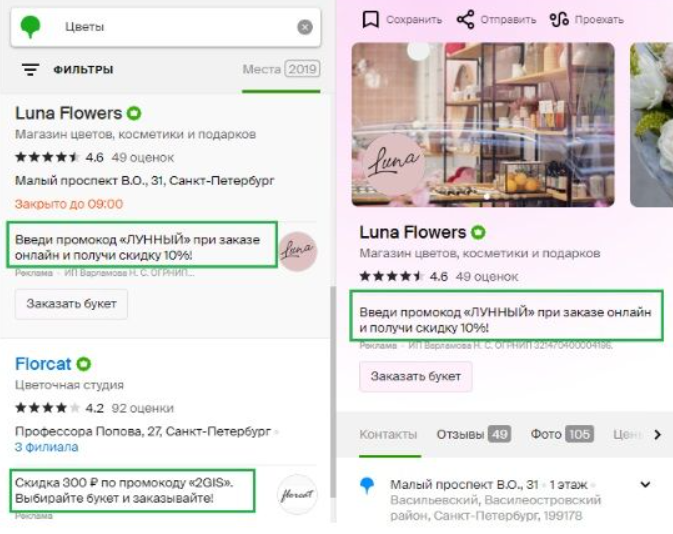 Цветы
ФИЛЬТРЫ
Места 2019
Luna Flowers
Магазин цветов, косметики и подарков
4.6 49 оценок
Малый проспект В.О., 31, Санкт-Петербург
Закрыто до 09:00
Введи промокод «ЛУННЫЙ» при заказе
онлайн и получи скидку 10%!
Luna
Реклама · ИП Варламова Н. С. ОГРНИП...
Заказать букет
Florcat
Цветочная студия
4.2 92 оценки
Профессора Попова, 27, Санкт-Петербург
3 филиала
Скидка 300 ₽ по промокоду «2GIS».
Выбирайте букет и заказывайте!
florcat
Реклама
Сохранить Отправить Проехать
Luna
Luna Flowers
Магазин цветов, косметики и подарков
4.6 49 оценок
Введи промокод «ЛУННЫЙ» при заказе онлайн
и получи скидку 10%!
Реклама · ИП Варламова Н. С. ОГРНИП
Заказать букет
Контакты Отзывы 49 Фото 105 Цены
Малый проспект В.О., 31 · 1 этаж
Васильевский, Василеостровский
район, Санкт-Петербург, 199178